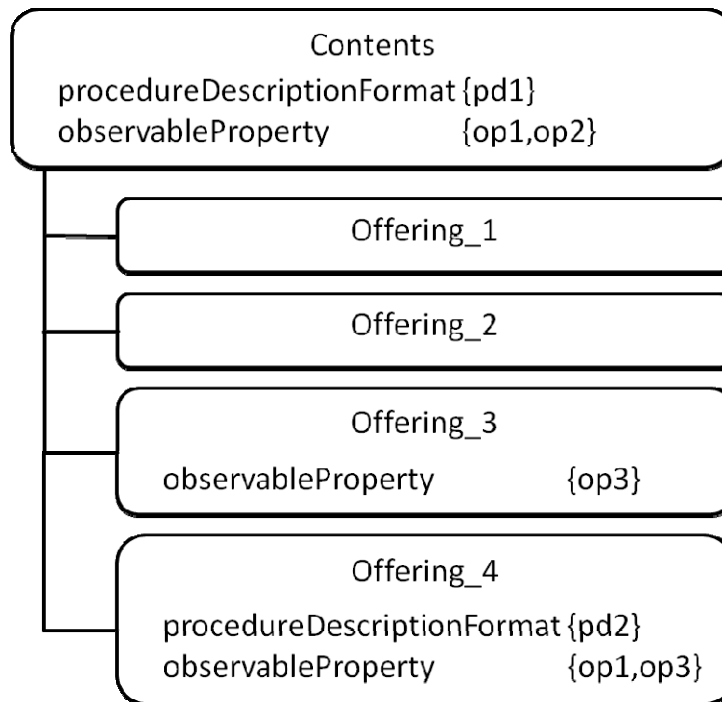 Contents
procedureDescriptionFormat {pd1}
observableProperty {op1,op2}
Offering_1
Offering_2
Offering_3
observableProperty {op3}
Offering_4
procedureDescriptionFormat {pd2}
observableProperty {op1,op3}